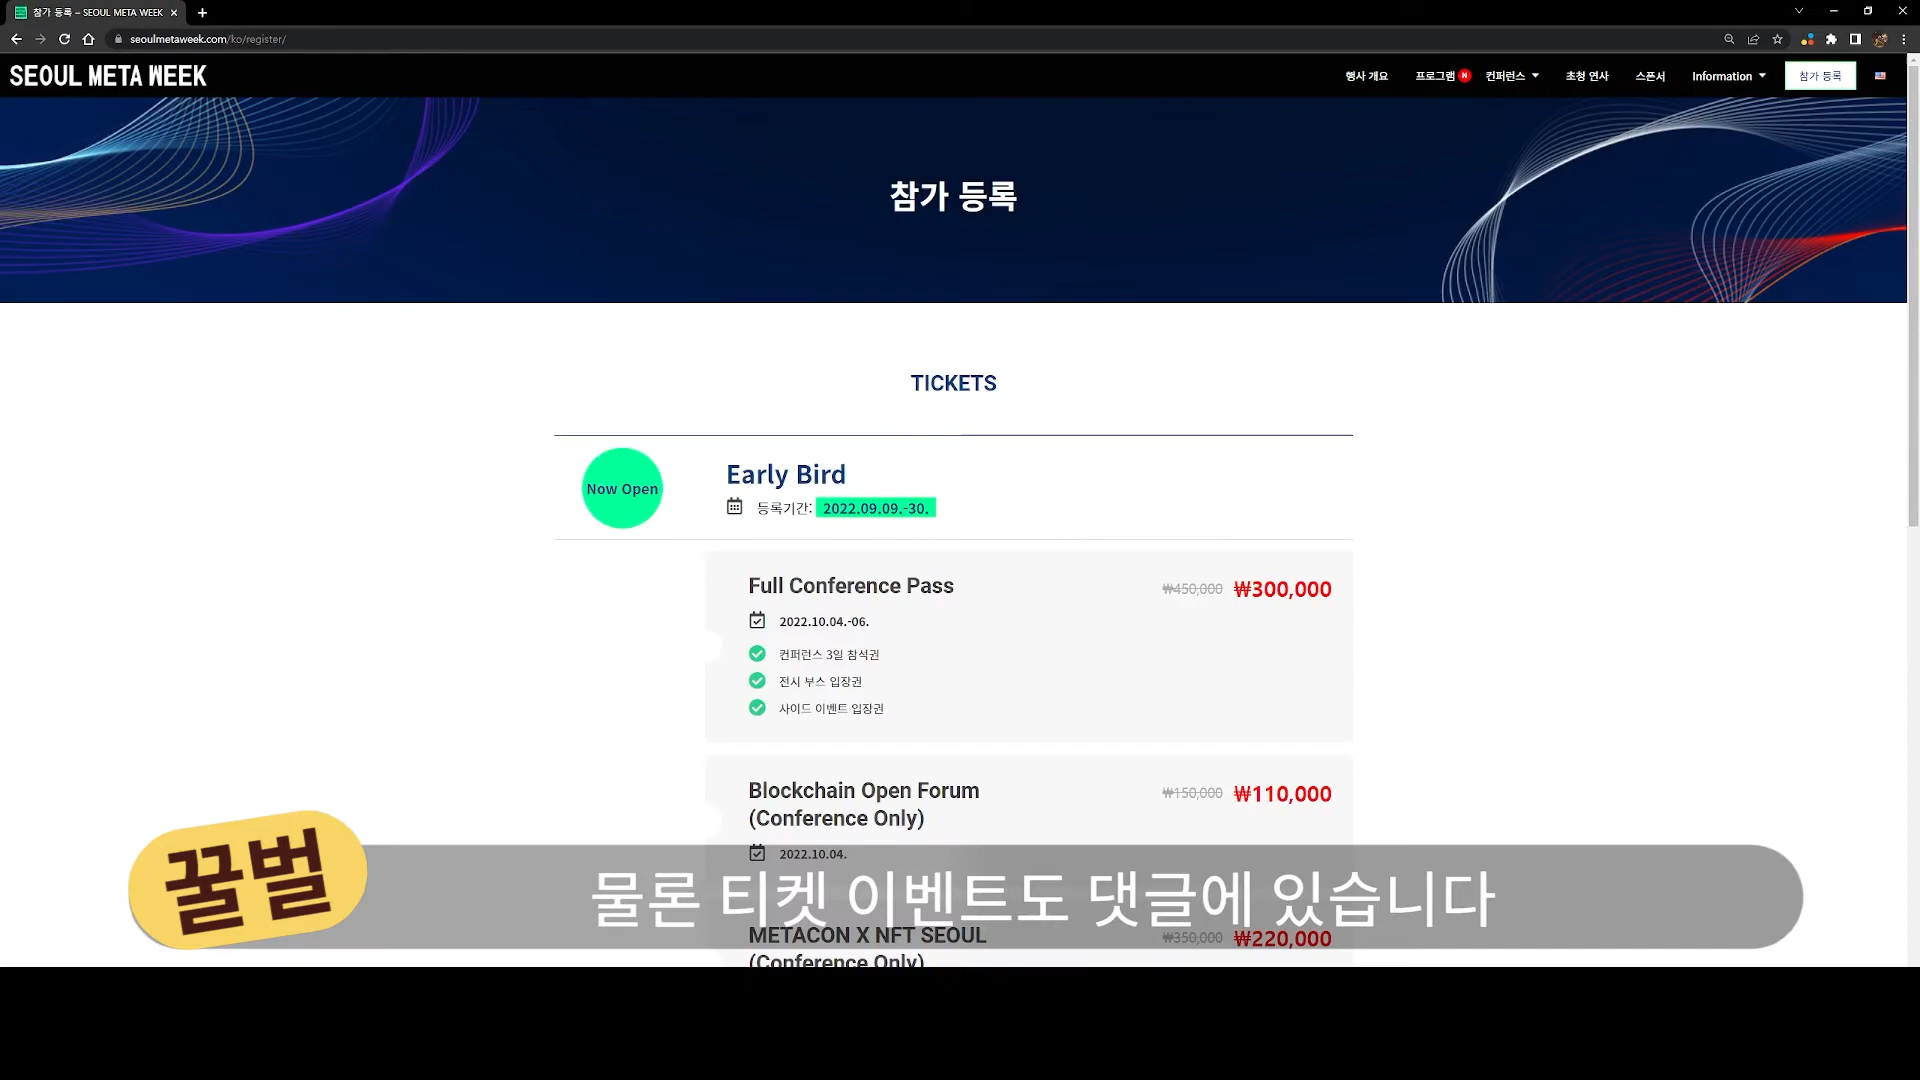 참가 등록 – SEOUL META WEEK
seoulmetaweek.com/ko/register/
SEOUL META WEEK
행사 개요 프로그램 N 컨퍼런스 초청 연사 스폰서 Information 참가 등록
참가 등록
TICKETS
Now Open
Early Bird
등록기간: 2022.09.09.-30.
Full Conference Pass ₩450,000 ₩300,000
2022.10.04.-06.
컨퍼런스 3일 참석권
전시 부스 입장권
사이드 이벤트 입장권
Blockchain Open Forum ₩150,000 ₩110,000
(Conference Only)
2022.10.04.
꿀벌
물론 티켓 이벤트도 댓글에 있습니다
METACON X NFT SEOUL ₩350,000 ₩220,000
(Conference Only)